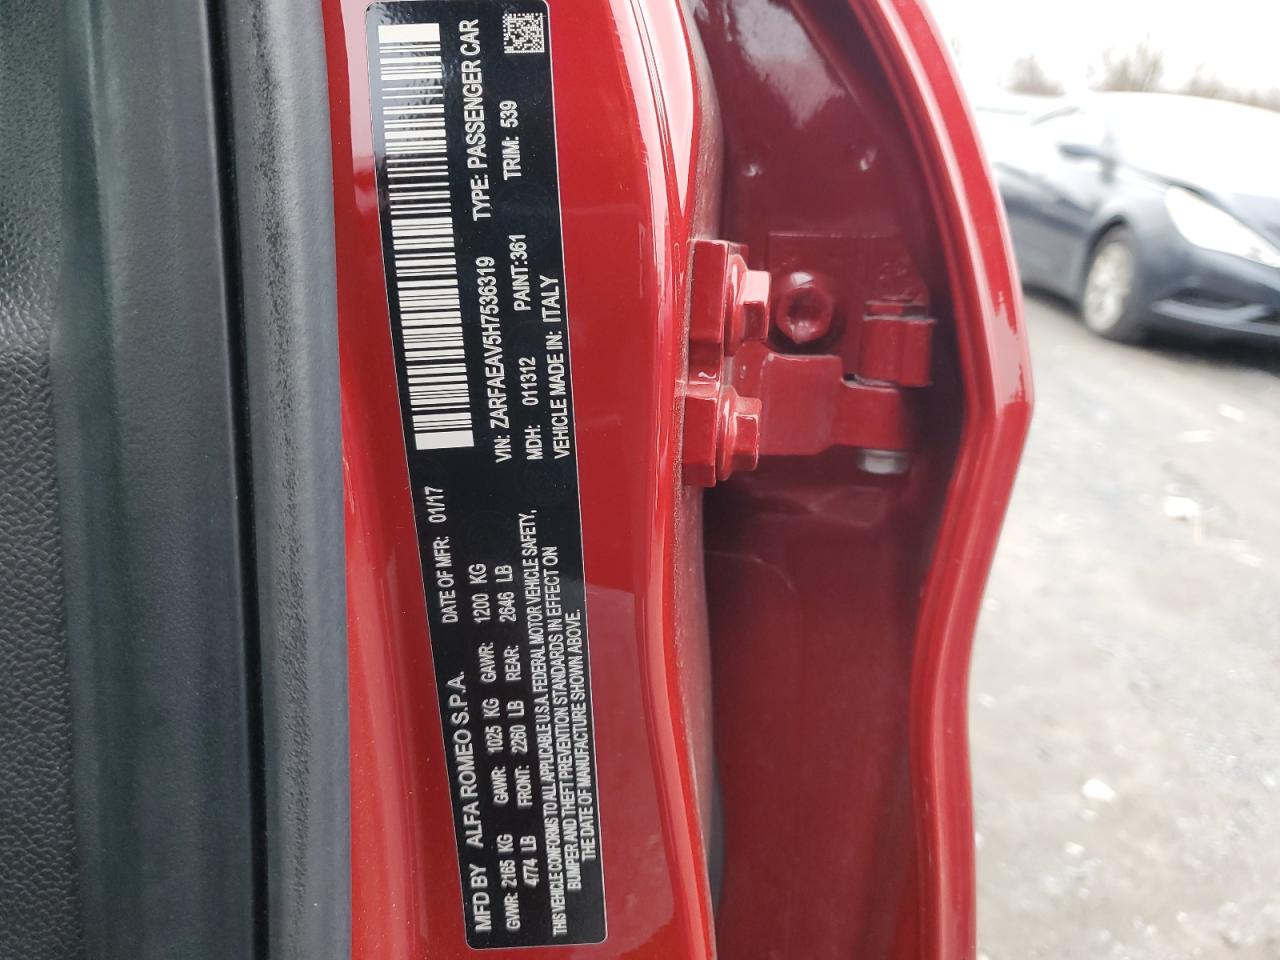 MFD BY ALFA ROMEO S.P.A. DATE OF MFR: 01/17
GVWR: 2165 KG GAWR: 1025 KG GAWR: 1200 KG
4774 LB FRONT: 2260 LB REAR: 2646 LB
THIS VEHICLE CONFORMS TO ALL APPLICABLE U.S.A. FEDERAL MOTOR VEHICLE SAFETY,
BUMPER AND THEFT PREVENTION STANDARDS IN EFFECT ON
THE DATE OF MANUFACTURE SHOWN ABOVE.
VIN: ZARFAEAV5H7536319 TYPE: PASSENGER CAR
MDH: 011312 PAINT:361 TRIM: 539
VEHICLE MADE IN: ITALY